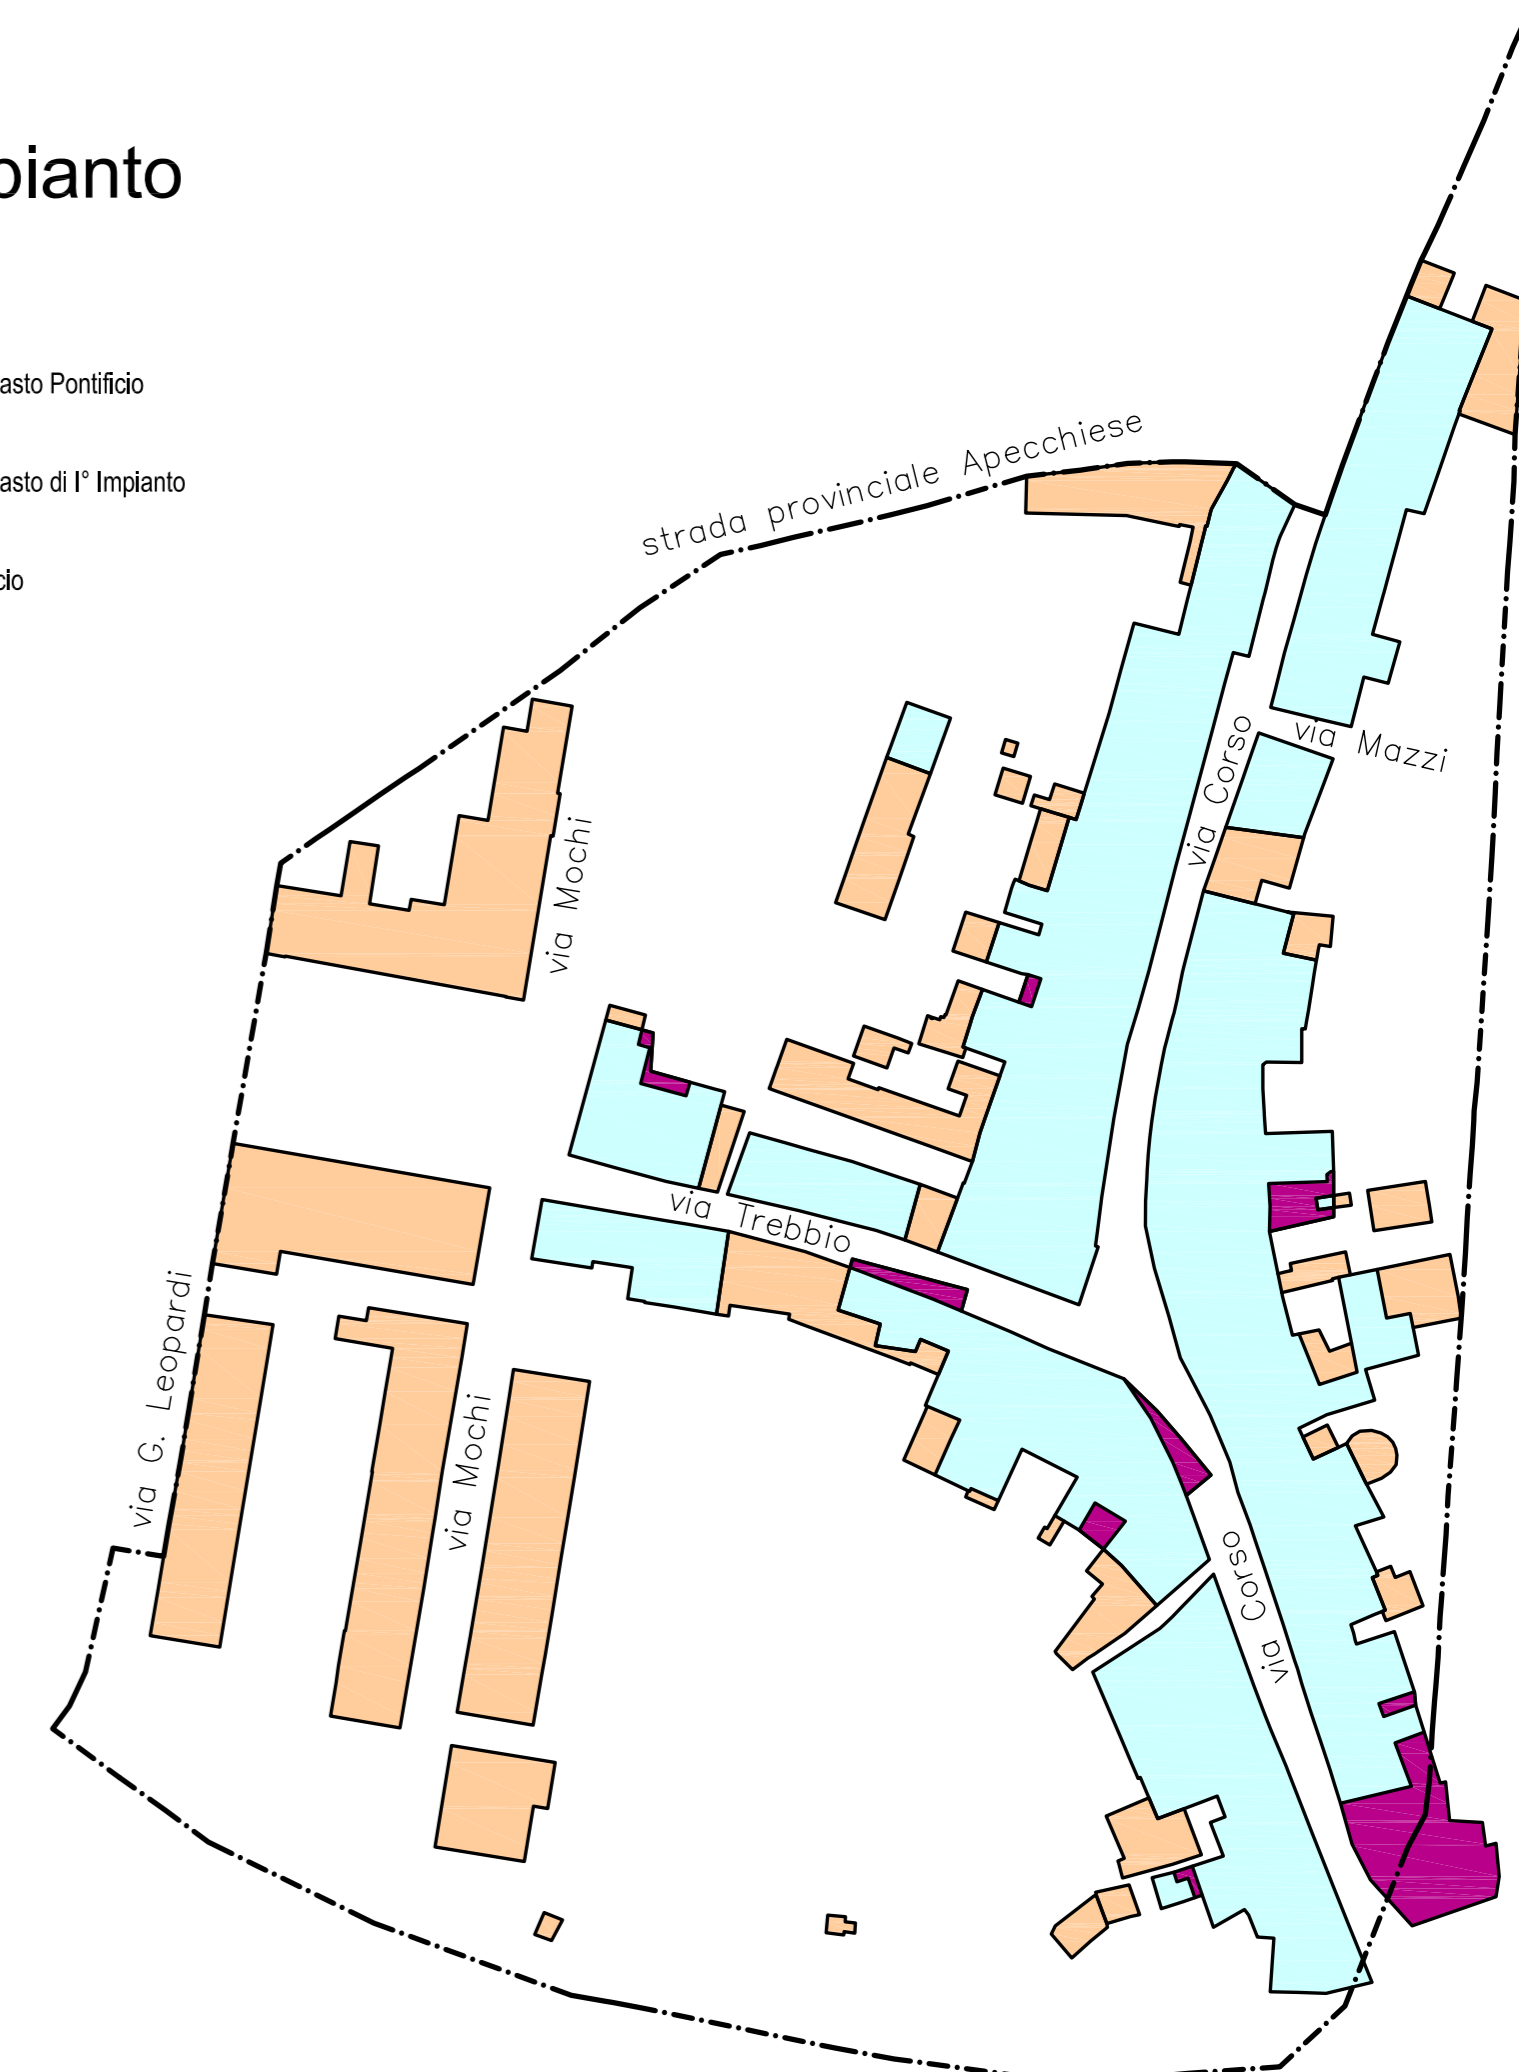 pianto
asto Pontificio
asto di I° Impianto
cio
strada provinciale Apecchiese
via Mazzi
via Corso
via Mochi
via Trebbio
via G. Leopardi
via Mochi
via Corso